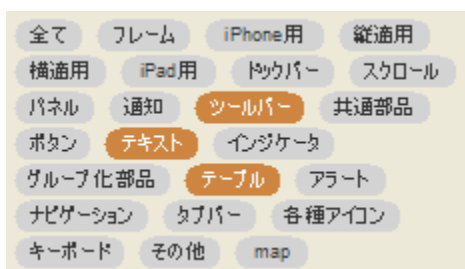 全て フレーム iPhone用 縦適用
横適用 iPad用 ドックバー スクロール
パネル 通知 ツールバー 共通部品
ボタン テキスト インジケータ
グループ化部品 テーブル アラート
ナビゲーション タブバー 各種アイコン
キーボード その他 map